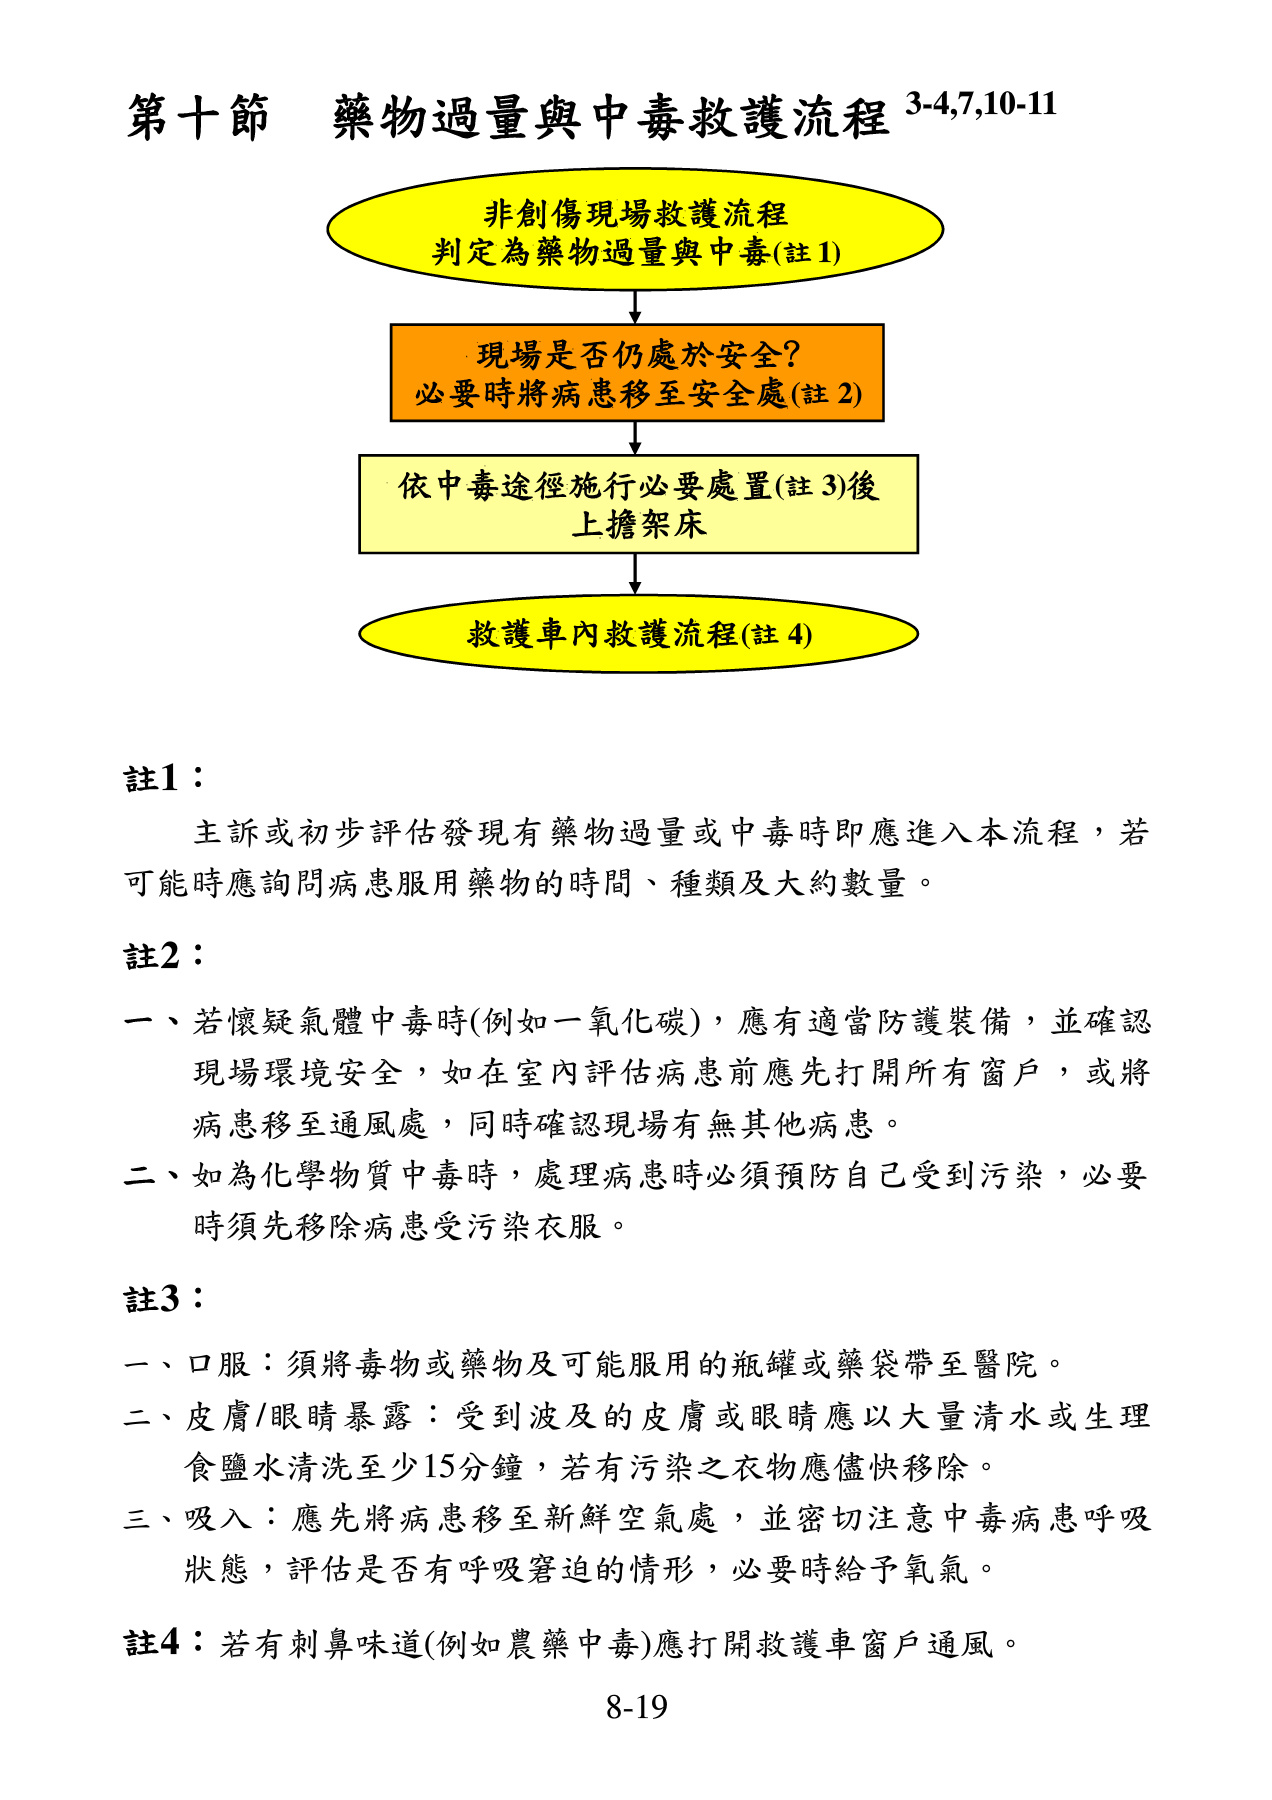 第十節　藥物過量與中毒救護流程 3-4,7,10-11
非創傷現場救護流程
判定為藥物過量與中毒(註 1)
現場是否仍處於安全?
必要時將病患移至安全處(註 2)
依中毒途徑施行必要處置(註 3)後
上擔架床
救護車內救護流程(註 4)
註1：
主訴或初步評估發現有藥物過量或中毒時即應進入本流程，若
可能時應詢問病患服用藥物的時間、種類及大約數量。
註2：
一、若懷疑氣體中毒時(例如一氧化碳)，應有適當防護裝備，並確認
現場環境安全，如在室內評估病患前應先打開所有窗戶，或將
病患移至通風處，同時確認現場有無其他病患。
二、如為化學物質中毒時，處理病患時必須預防自己受到污染，必要
時須先移除病患受污染衣服。
註3：
一、口服：須將毒物或藥物及可能服用的瓶罐或藥袋帶至醫院。
二、皮膚/眼睛暴露：受到波及的皮膚或眼睛應以大量清水或生理
食鹽水清洗至少15分鐘，若有污染之衣物應儘快移除。
三、吸入：應先將病患移至新鮮空氣處，並密切注意中毒病患呼吸
狀態，評估是否有呼吸窘迫的情形，必要時給予氧氣。
註4：若有刺鼻味道(例如農藥中毒)應打開救護車窗戶通風。
8-19